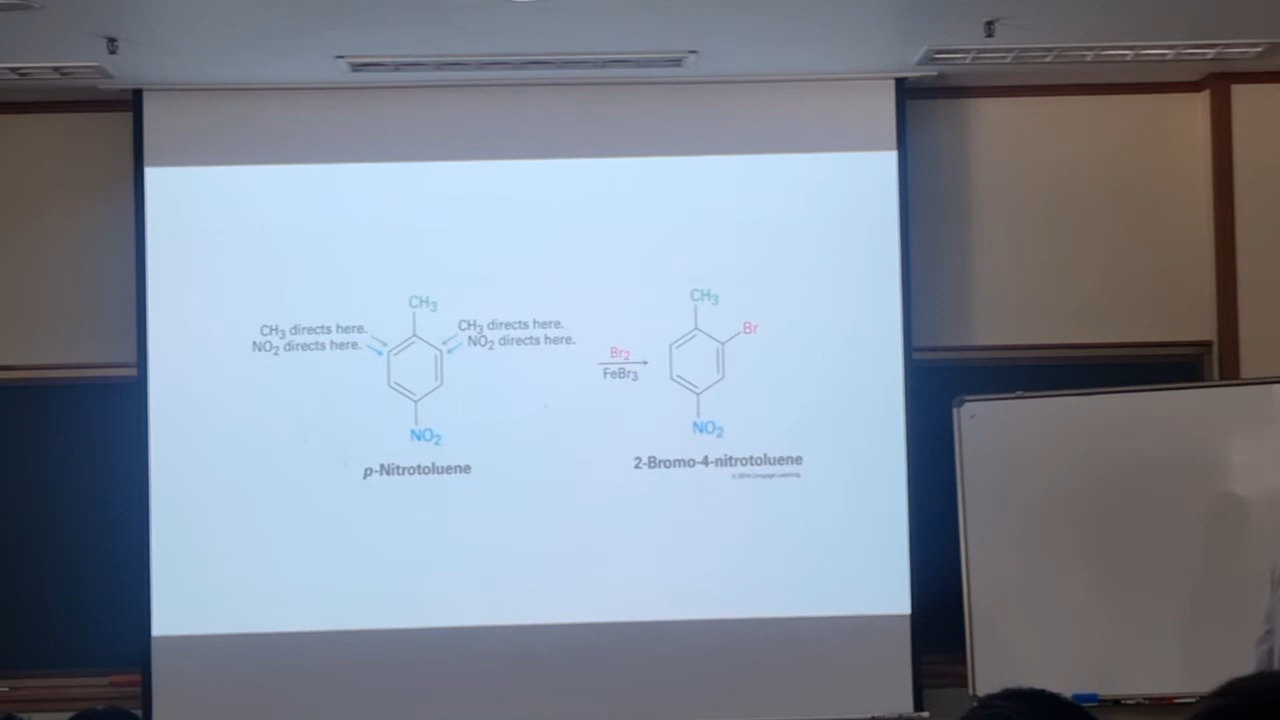 CH3
CH3 directs here.
NO2 directs here.
CH3 directs here.
NO2 directs here.
NO2
p-Nitrotoluene
Br2
FeBr3
CH3
Br
NO2
2-Bromo-4-nitrotoluene